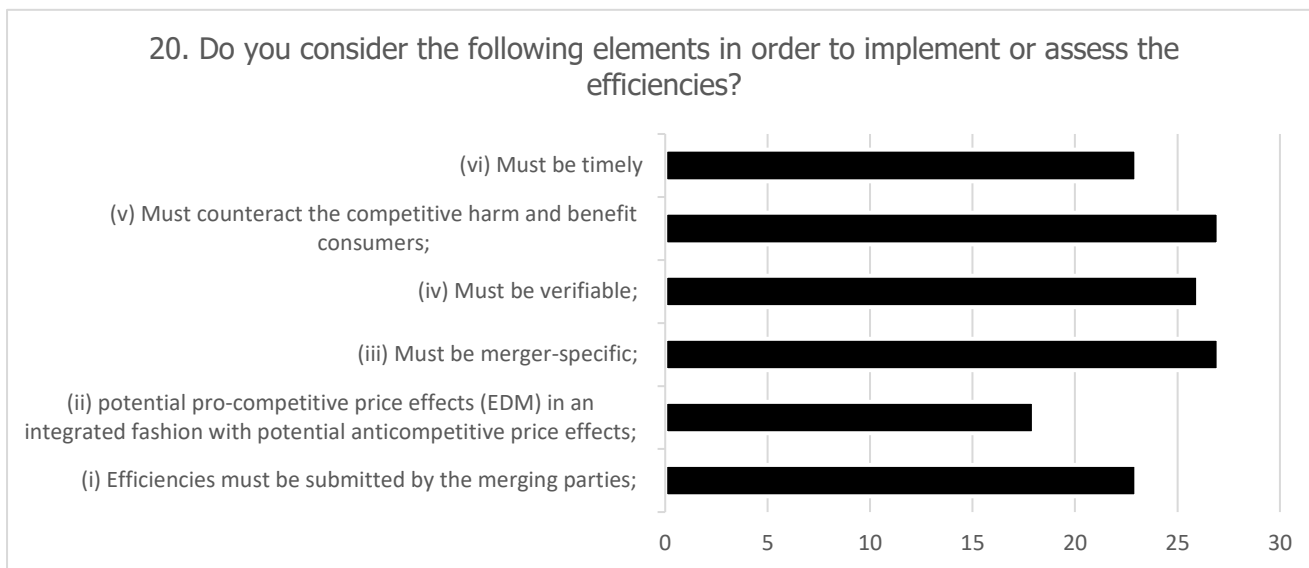 20. Do you consider the following elements in order to implement or assess the
efficiencies?
(vi) Must be timely
(v) Must counteract the competitive harm and benefit
consumers;
(iv) Must be verifiable;
(iii) Must be merger-specific;
(ii) potential pro-competitive price effects (EDM) in an
integrated fashion with potential anticompetitive price effects;
(i) Efficiencies must be submitted by the merging parties;
0 5 10 15 20 25 30